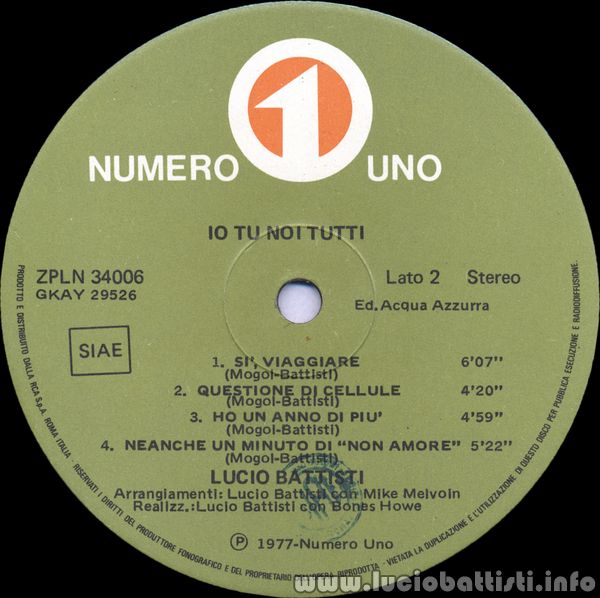 NUMERO 1 UNO
IO TU NOI TUTTI
ZPLN 34006
GKAY 29526
Lato 2 Stereo
Ed. Acqua Azzurra
SIAE
1. SI', VIAGGIARE 6'07"
(Mogol-Battisti)
2. QUESTIONE DI CELLULE 4'20"
(Mogol-Battisti)
3. HO UN ANNO DI PIU' 4'59"
(Mogol-Battisti)
4. NEANCHE UN MINUTO DI "NON AMORE" 5'22"
(Mogol-Battisti)
LUCIO BATTISTI
Arrangiamenti: Lucio Battisti con Mike Melvoin
Realizz.: Lucio Battisti con Bones Howe
℗ 1977-Numero Uno
PRODOTTO E DISTRIBUITO DALLA RCA S.p.A. ROMA ITALIA - RISERVATI I DIRITTI DEL PRODUTTORE FONOGRAFICO E DEL PROPRIETARIO DELL'OPERA RIPRODOTTA - VIETATA LA DUPLICAZIONE E L'UTILIZZAZIONE DI QUESTO DISCO PER PUBBLICA ESECUZIONE E RADIODIFFUSIONE.
www.luciobattisti.info